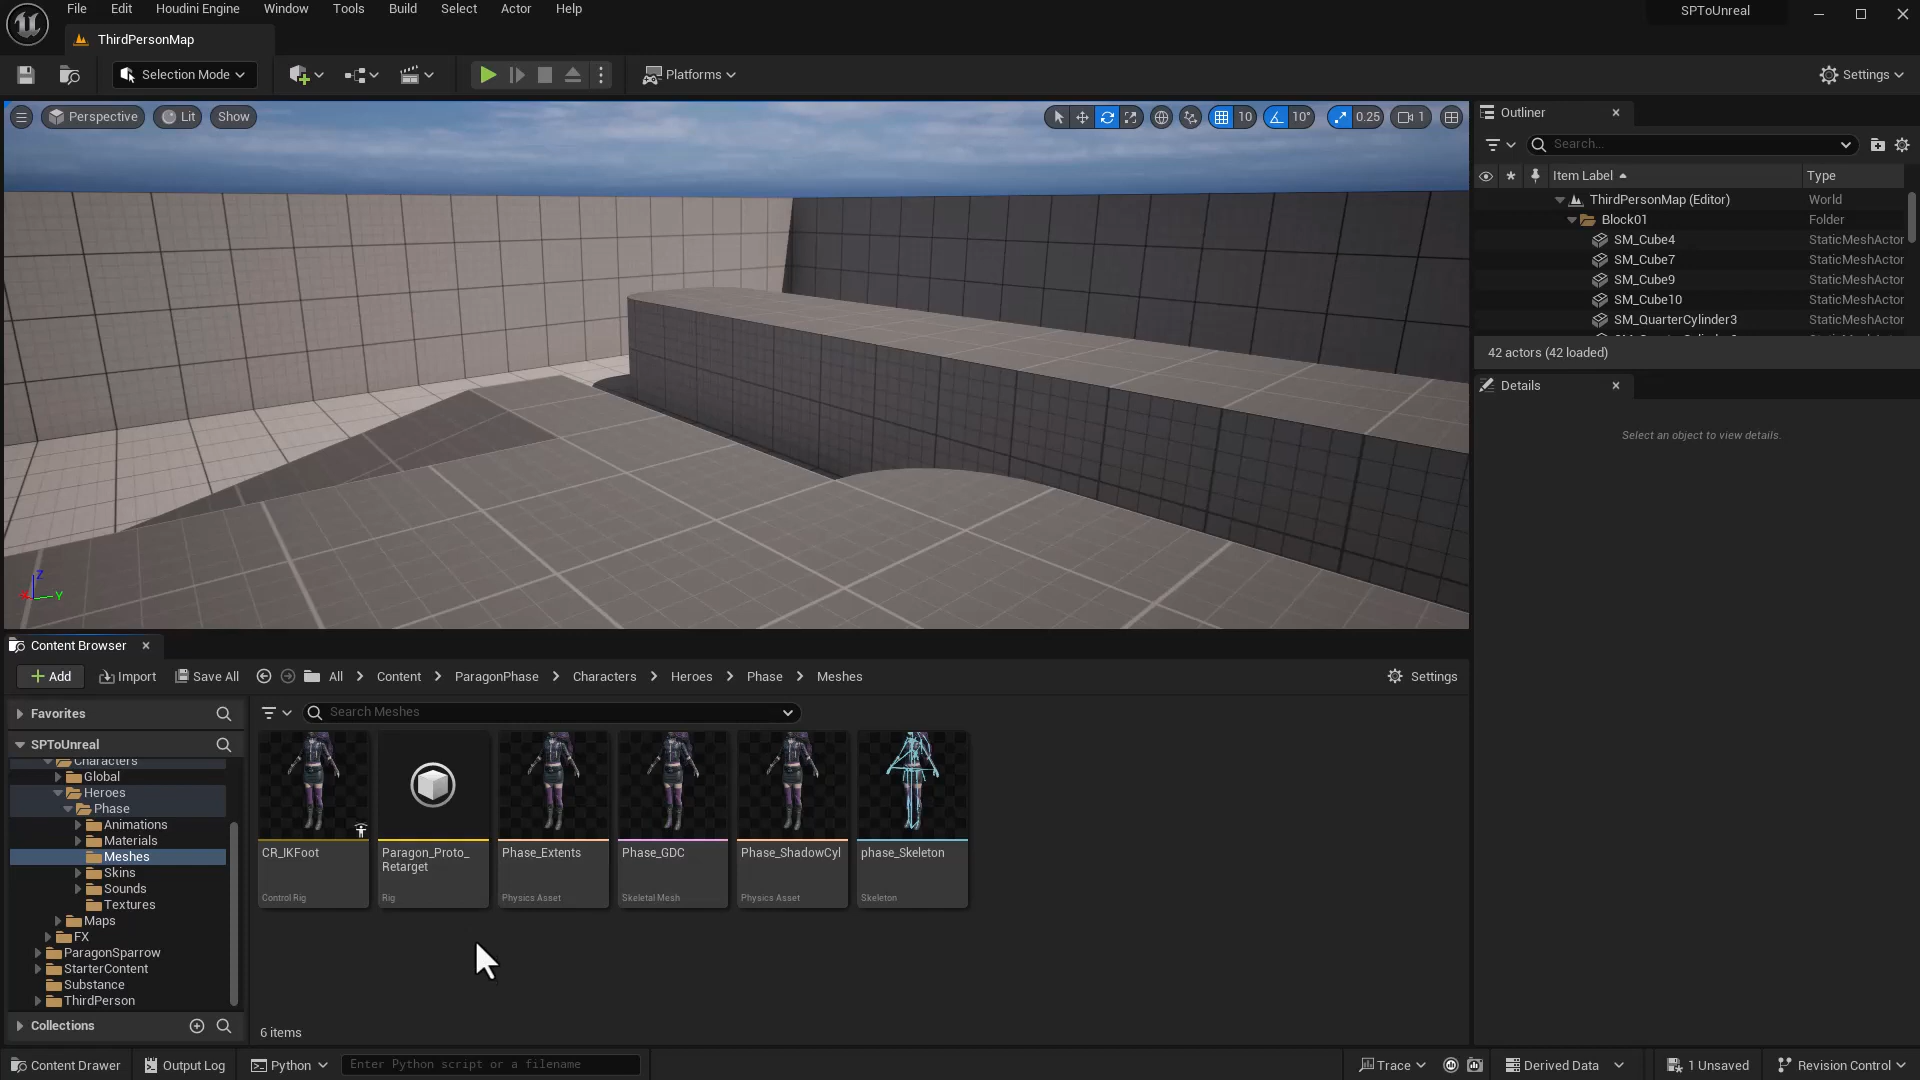 File Edit Houdini Engine Window Tools Build Select Actor Help
SPToUnreal
ThirdPersonMap
Selection Mode
Platforms
Settings
Perspective Lit Show
10 10° 0.25 1
Outliner
Search...
Item Label Type
ThirdPersonMap (Editor) World
Block01 Folder
SM_Cube4 StaticMeshActor
SM_Cube7 StaticMeshActor
SM_Cube9 StaticMeshActor
SM_Cube10 StaticMeshActor
SM_QuarterCylinder3 StaticMeshActor
42 actors (42 loaded)
Details
Select an object to view details.
Z
Y
Content Browser
Add Import Save All All Content ParagonPhase Characters Heroes Phase Meshes Settings
Favorites
Search Meshes
SPToUnreal
Characters
Global
Heroes
Phase
Animations
Materials
Meshes
Skins
Sounds
Textures
Maps
FX
ParagonSparrow
StarterContent
Substance
ThirdPerson
Collections
CR_IKFoot
Control Rig
Paragon_Proto_
Retarget
Rig
Phase_Extents
Physics Asset
Phase_GDC
Skeletal Mesh
Phase_ShadowCyl
Physics Asset
phase_Skeleton
Skeleton
6 items
Content Drawer Output Log Python Enter Python script or a filename Trace Derived Data 1 Unsaved Revision Control